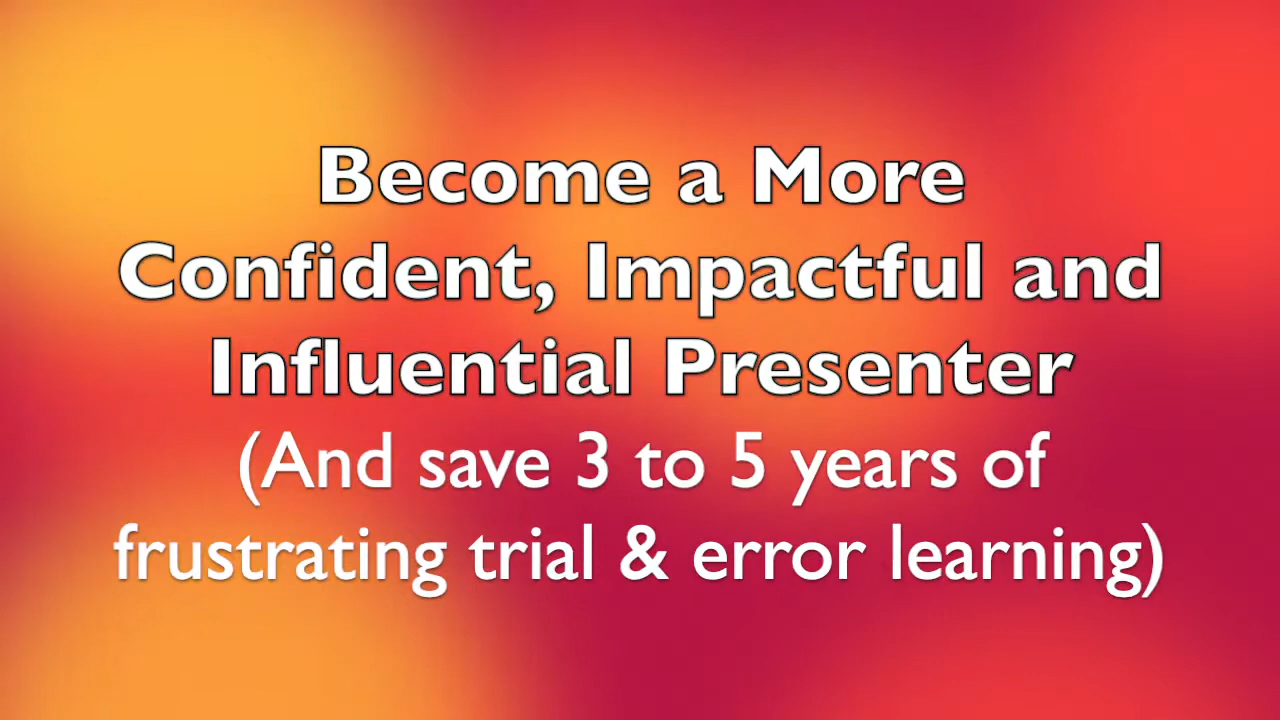 Become a More
Confident, Impactful and
Influential Presenter
(And save 3 to 5 years of
frustrating trial & error learning)